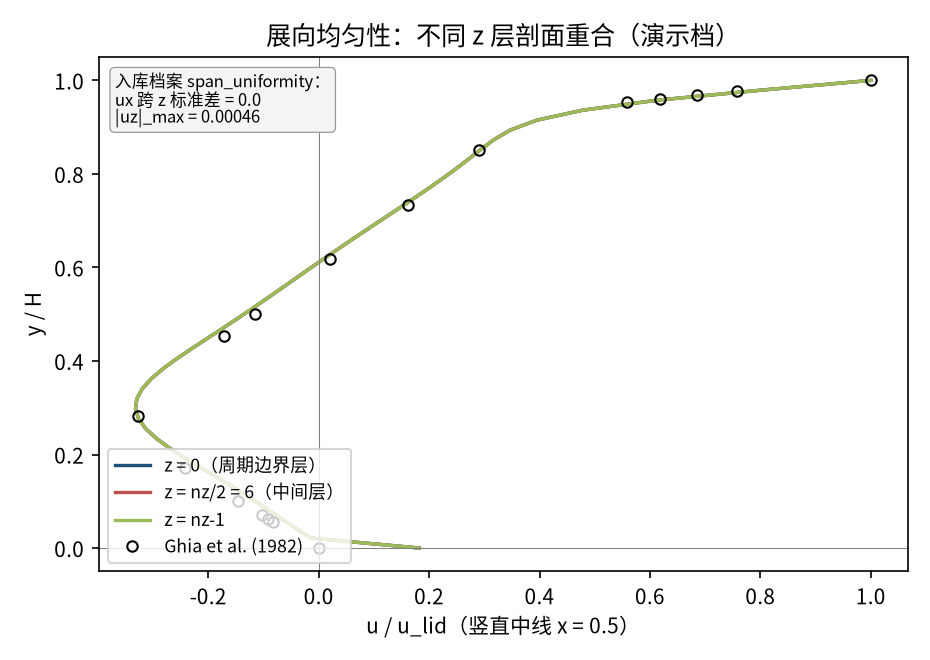 展向均匀性：不同 z 层剖面重合（演示档）
入库档案 span_uniformity：
ux 跨 z 标准差 = 0.0
|uz|_max = 0.00046
y / H
1.0
0.8
0.6
0.4
0.2
0.0
z = 0（周期边界层）
z = nz/2 = 6（中间层）
z = nz-1
Ghia et al. (1982)
-0.2 0.0 0.2 0.4 0.6 0.8 1.0
u / u_lid（竖直中线 x = 0.5）